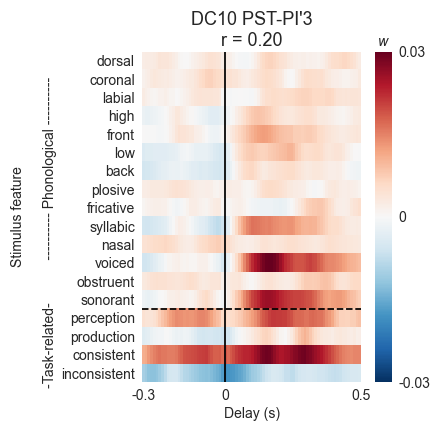 DC10 PST-PI'3
r = 0.20
w
dorsal
coronal
labial
high
front
low
back
plosive
fricative
syllabic
nasal
voiced
obstruent
sonorant
perception
production
consistent
inconsistent
Stimulus feature
---------- Phonological ----------
-Task-related-
0.03
0
-0.03
-0.3
0
0.5
Delay (s)